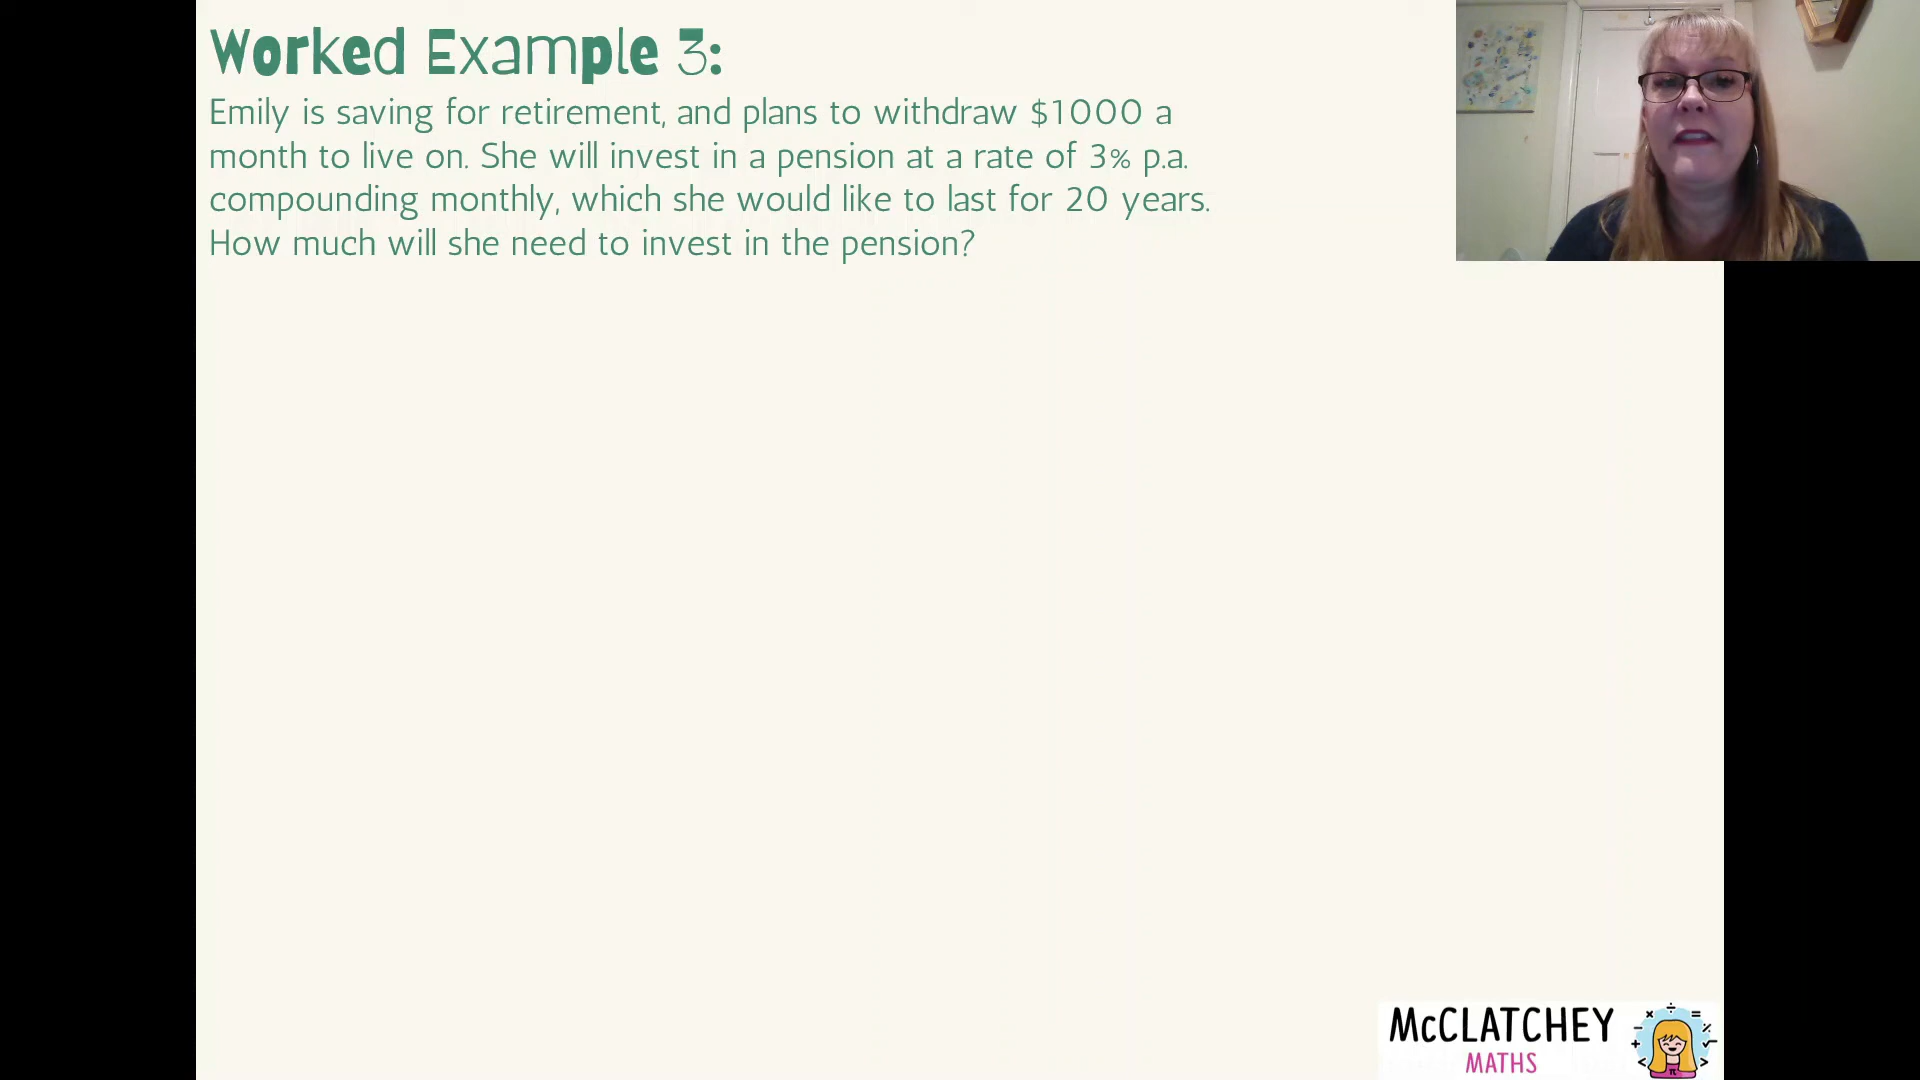 Worked Example 3:
Emily is saving for retirement, and plans to withdraw $1000 a
month to live on. She will invest in a pension at a rate of 3% p.a.
compounding monthly, which she would like to last for 20 years.
How much will she need to invest in the pension?
McCLATCHEY
MATHS